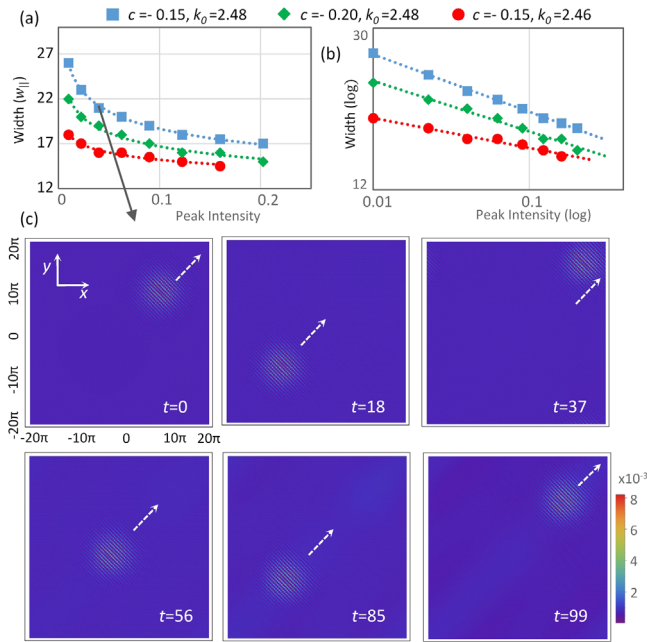 (a)
c =- 0.15, k0=2.48
c =- 0.20, k0=2.48
c =- 0.15, k0=2.46
Width (w||)
27
22
17
12
0
0.1
0.2
Peak Intensity
(b)
Width (log)
30
12
0.01
0.1
Peak Intensity (log)
(c)
20π
10π
0
-10π
-20π
y
x
t=0
t=18
t=37
-20π
-10π
0
10π
20π
t=56
t=85
t=99
x10⁻³
8
6
4
2